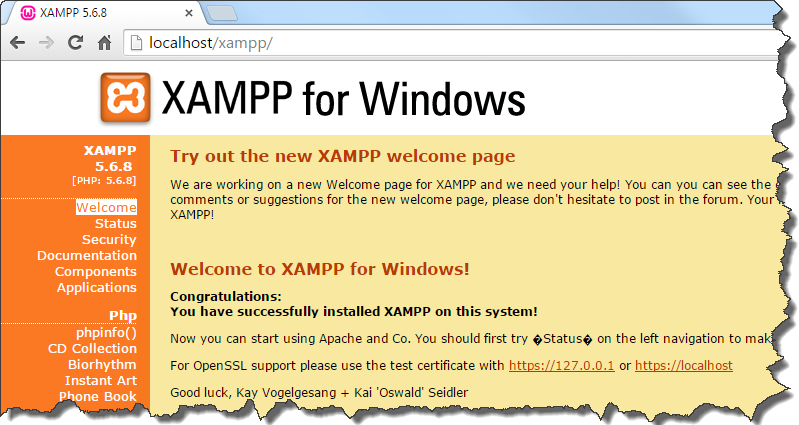 XAMPP 5.6.8
localhost/xampp/
XAMPP for Windows
XAMPP
5.6.8
[PHP: 5.6.8]
Welcome
Status
Security
Documentation
Components
Applications
Php
phpinfo()
CD Collection
Biorhythm
Instant Art
Phone Book
Try out the new XAMPP welcome page
We are working on a new Welcome page for XAMPP and we need your help! You can you can see the
comments or suggestions for the new welcome page, please don't hesitate to post in the forum. Your
XAMPP!
Welcome to XAMPP for Windows!
Congratulations:
You have successfully installed XAMPP on this system!
Now you can start using Apache and Co. You should first try �Status� on the left navigation to mak
For OpenSSL support please use the test certificate with https://127.0.0.1 or https://localhost
Good luck, Kay Vogelgesang + Kai 'Oswald' Seidler